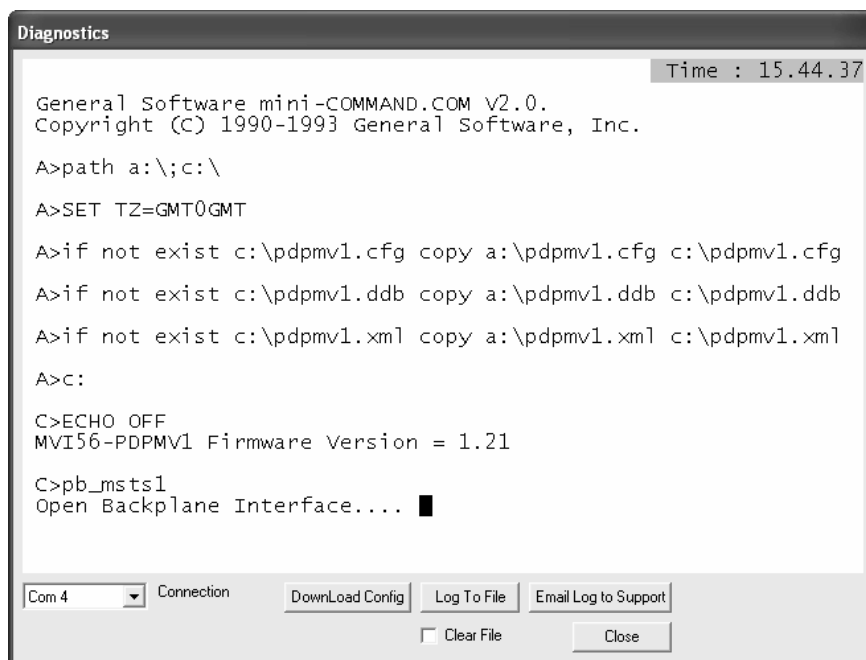 Diagnostics
Time : 15.44.37
General Software mini-COMMAND.COM V2.0.
Copyright (C) 1990-1993 General Software, Inc.
A>path a:\;c:\
A>SET TZ=GMT0GMT
A>if not exist c:\pdpmv1.cfg copy a:\pdpmv1.cfg c:\pdpmv1.cfg
A>if not exist c:\pdpmv1.ddb copy a:\pdpmv1.ddb c:\pdpmv1.ddb
A>if not exist c:\pdpmv1.xml copy a:\pdpmv1.xml c:\pdpmv1.xml
A>c:
C>ECHO OFF
MVI56-PDPMV1 Firmware Version = 1.21
C>pb_msts1
Open Backplane Interface....
Com 4 Connection DownLoad Config Log To File Email Log to Support
Clear File Close